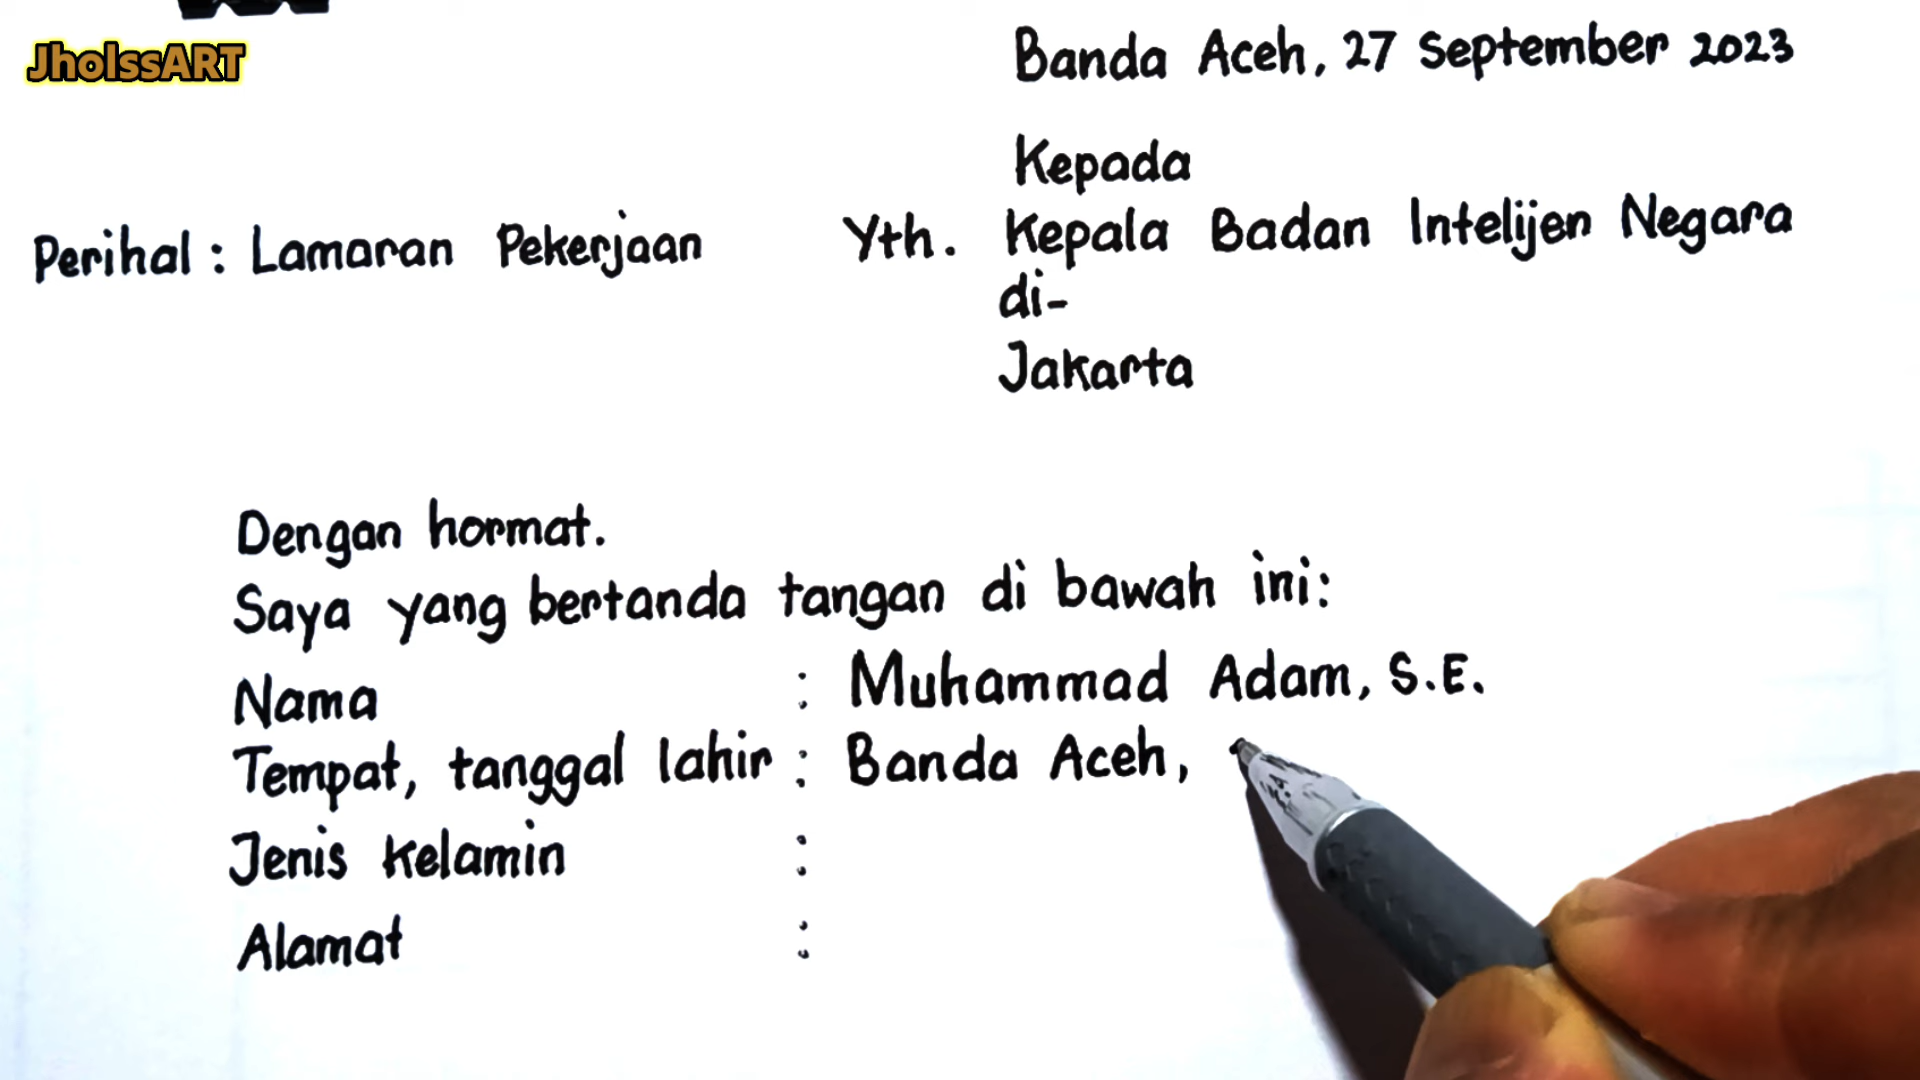 JholssART
Banda Aceh, 27 September 2023
Kepada
Perihal : Lamaran Pekerjaan Yth. Kepala Badan Intelijen Negara
di-
Jakarta
Dengan hormat.
Saya yang bertanda tangan di bawah ini:
Nama : Muhammad Adam, S.E.
Tempat, tanggal lahir : Banda Aceh,
Jenis kelamin :
Alamat :